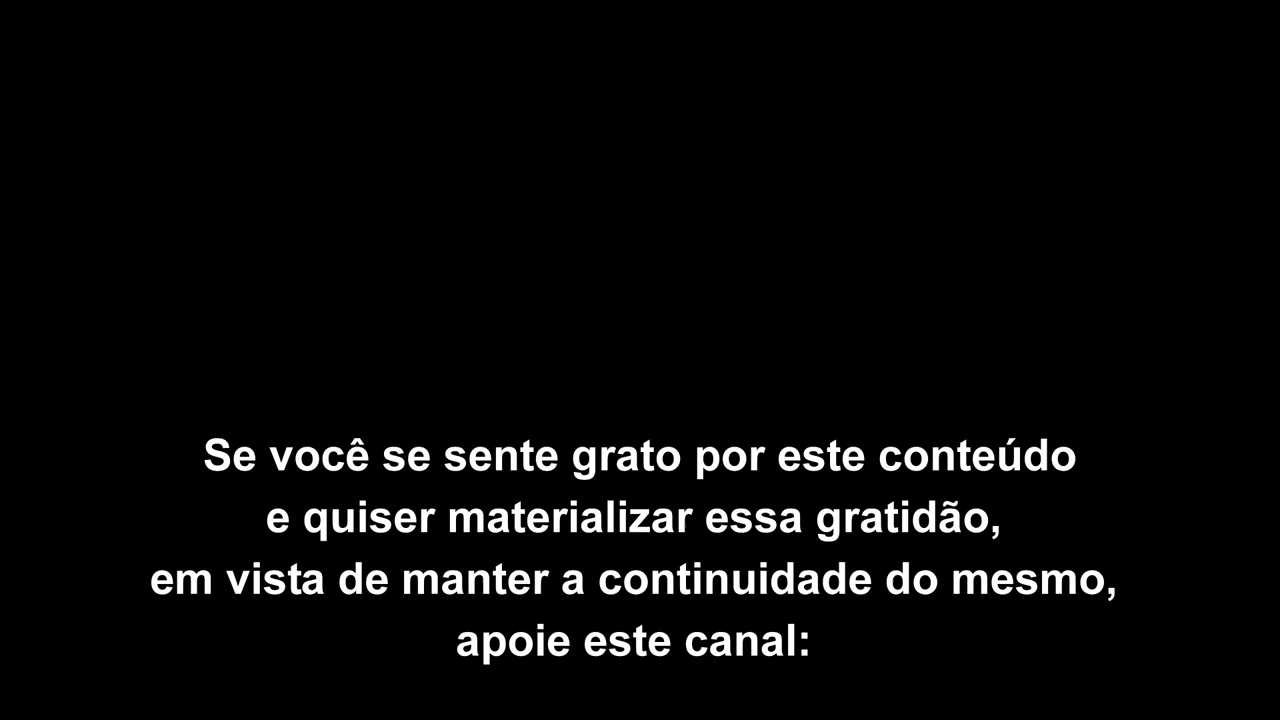 Se você se sente grato por este conteúdo
e quiser materializar essa gratidão,
em vista de manter a continuidade do mesmo,
apoie este canal: